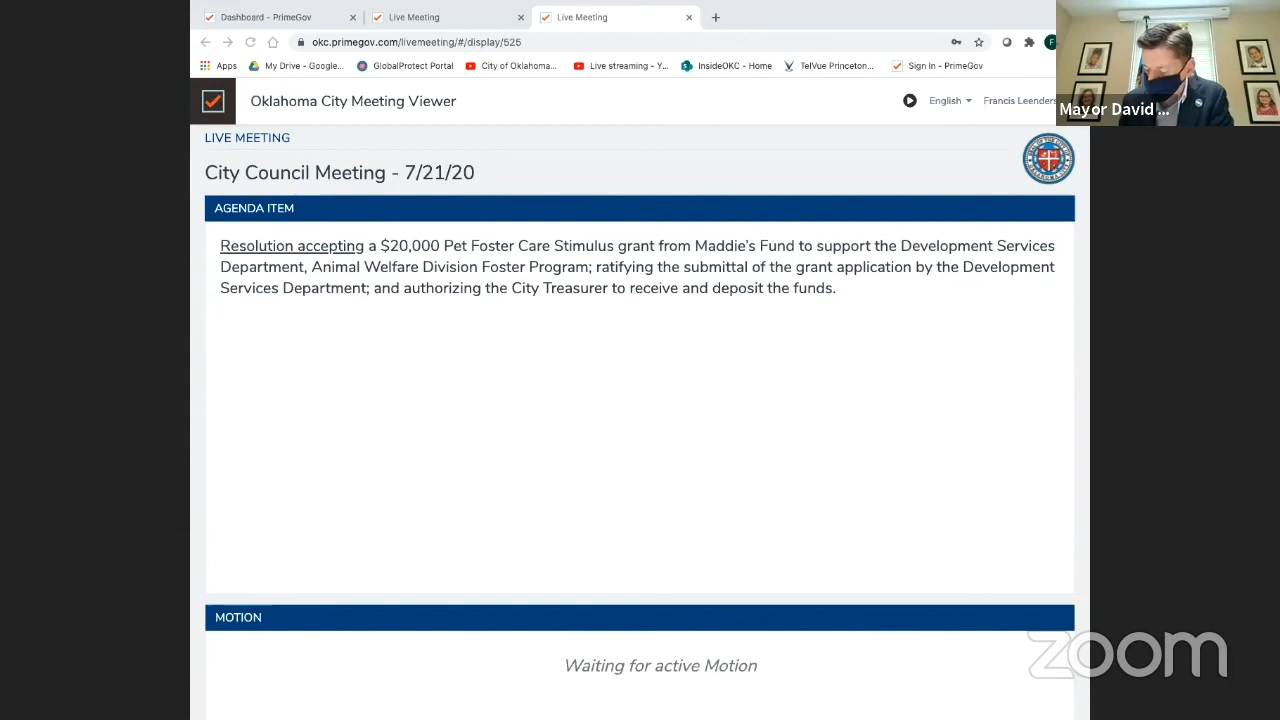 Dashboard - PrimeGov
Live Meeting
Live Meeting
okc.primegov.com/livemeeting/#/display/525
Apps
My Drive - Google...
GlobalProtect Portal
City of Oklahoma...
Live streaming - Y...
InsideOKC - Home
TelVue Princeton...
Sign In - PrimeGov
Oklahoma City Meeting Viewer
English
Francis Leenders
Mayor David ...
LIVE MEETING
City Council Meeting - 7/21/20
AGENDA ITEM
Resolution accepting a $20,000 Pet Foster Care Stimulus grant from Maddie's Fund to support the Development Services
Department, Animal Welfare Division Foster Program; ratifying the submittal of the grant application by the Development
Services Department; and authorizing the City Treasurer to receive and deposit the funds.
MOTION
Waiting for active Motion
zoom